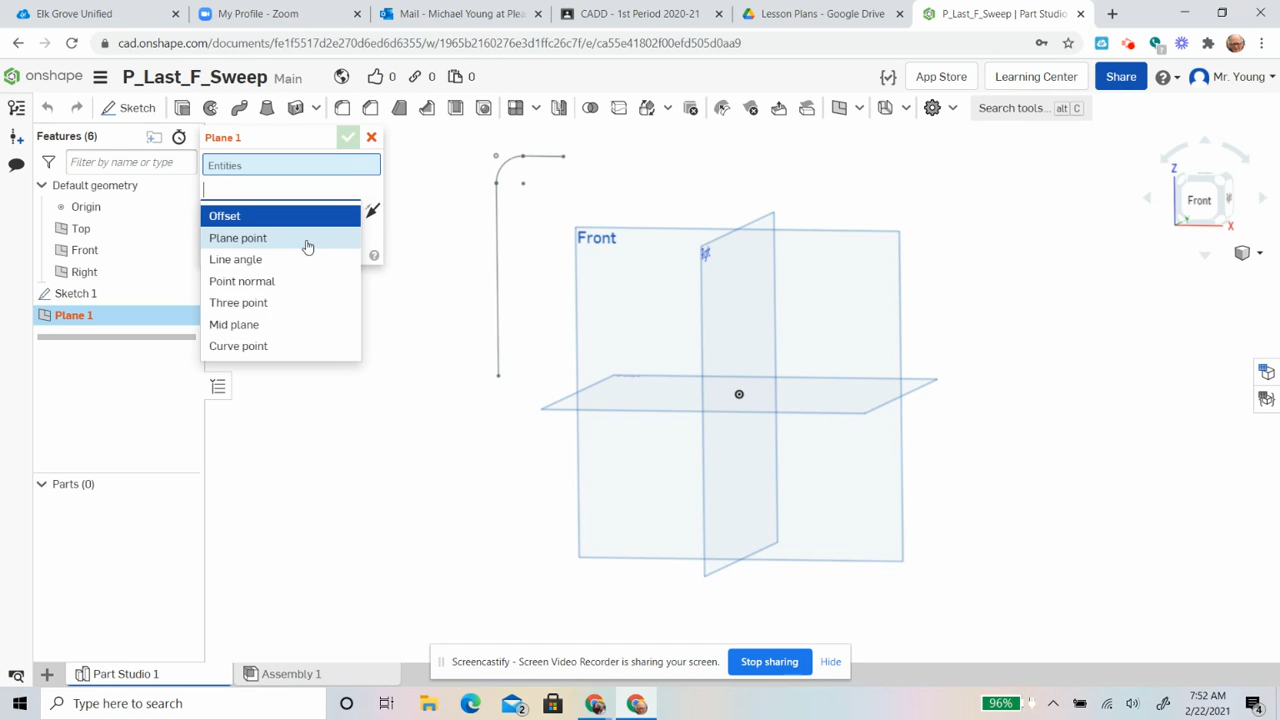 Elk Grove Unified
My Profile - Zoom
Mail - Michael Young at Plea
CADD - 1st Period 2020-21
Lesson Plans - Google Drive
P_Last_F_Sweep | Part Studio
cad.onshape.com/documents/fe1f5517d2e270d6ed6d6355/w/1965b2160276e3d1ffc26c7f/e/ca55e41802f00efd505d0aa9
onshape
P_Last_F_Sweep Main
0
0
0
App Store
Learning Center
Share
Mr. Young
Sketch
Search tools... alt C
Features (6)
Filter by name or type
Default geometry
Origin
Top
Front
Right
Sketch 1
Plane 1
Parts (0)
Plane 1
Entities
Offset
Plane point
Line angle
Point normal
Three point
Mid plane
Curve point
Front
Z
Front
X
Screencastify - Screen Video Recorder is sharing your screen.
Stop sharing
Hide
Part Studio 1
Assembly 1
Type here to search
2
96%
7:52 AM
2/22/2021
4